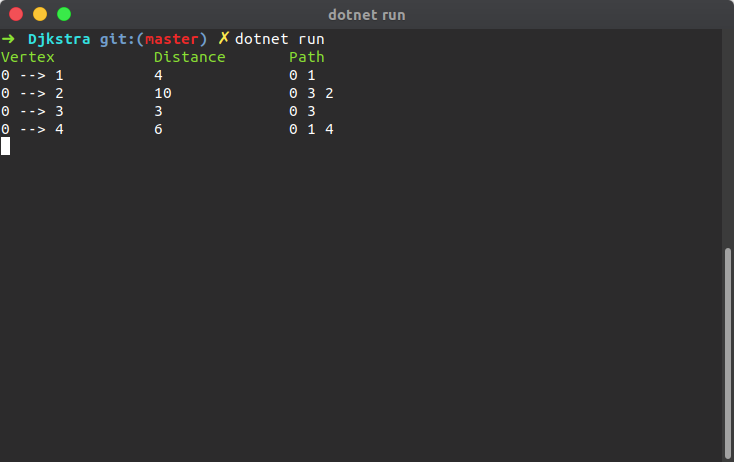 dotnet run
➜ Djkstra git:(master) ✗ dotnet run
Vertex Distance Path
0 --> 1 4 0 1
0 --> 2 10 0 3 2
0 --> 3 3 0 3
0 --> 4 6 0 1 4